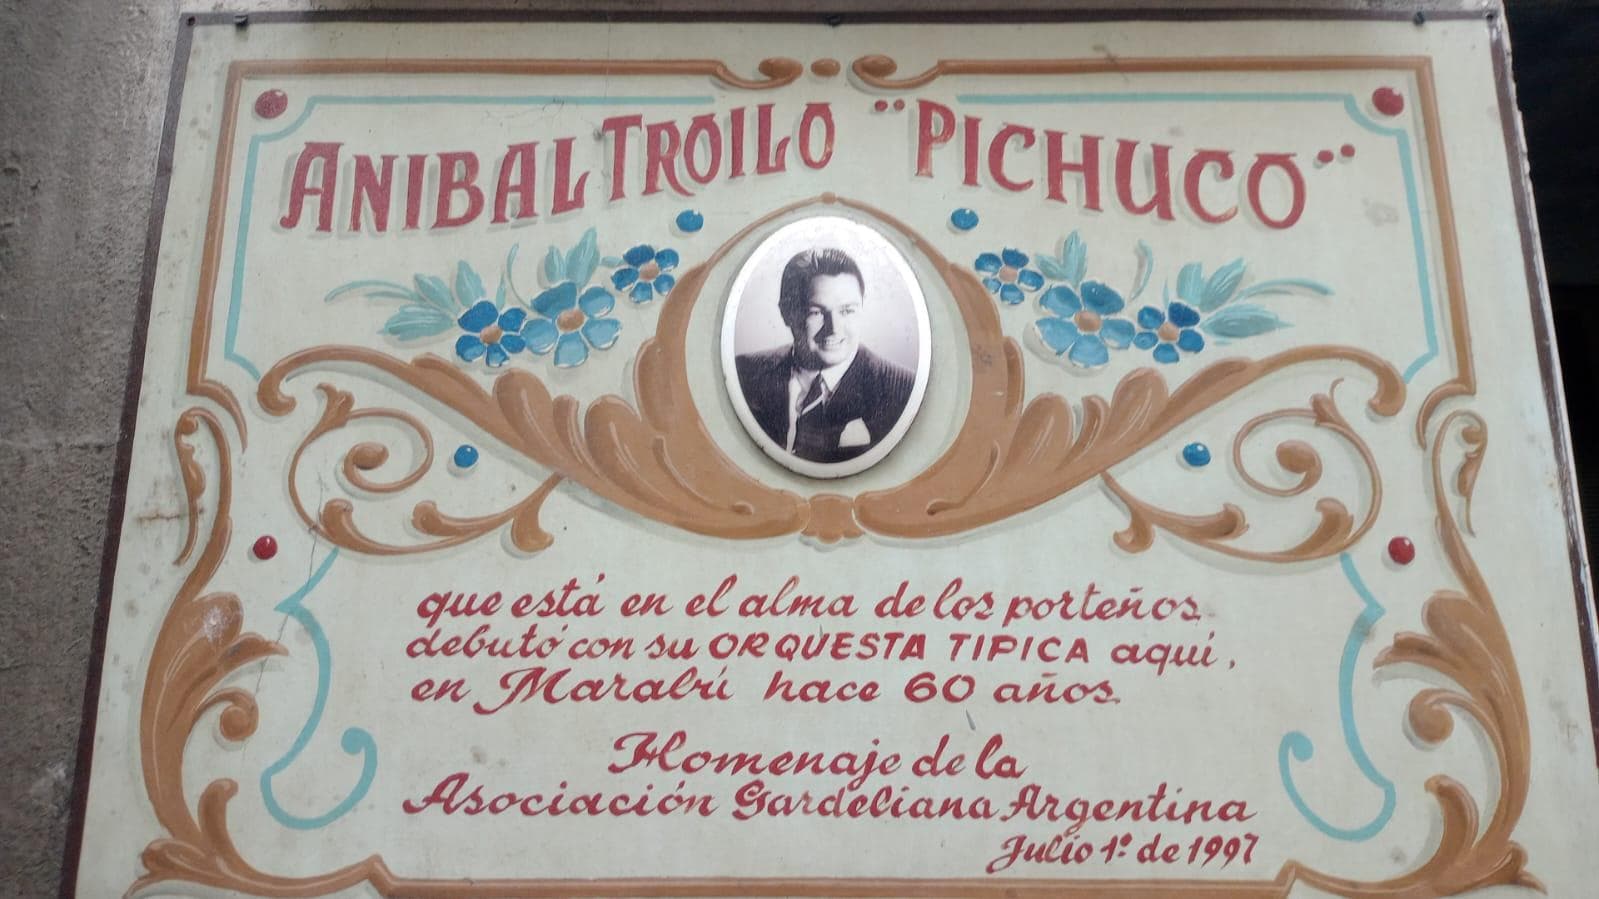 ANIBAL TROILO "PICHUCO"
que está en el alma de los porteños
debutó con su ORQUESTA TIPICA aquí,
en Marabú hace 60 años.
Homenaje de la
Asociación Gardeliana Argentina
Julio 1º de 1997